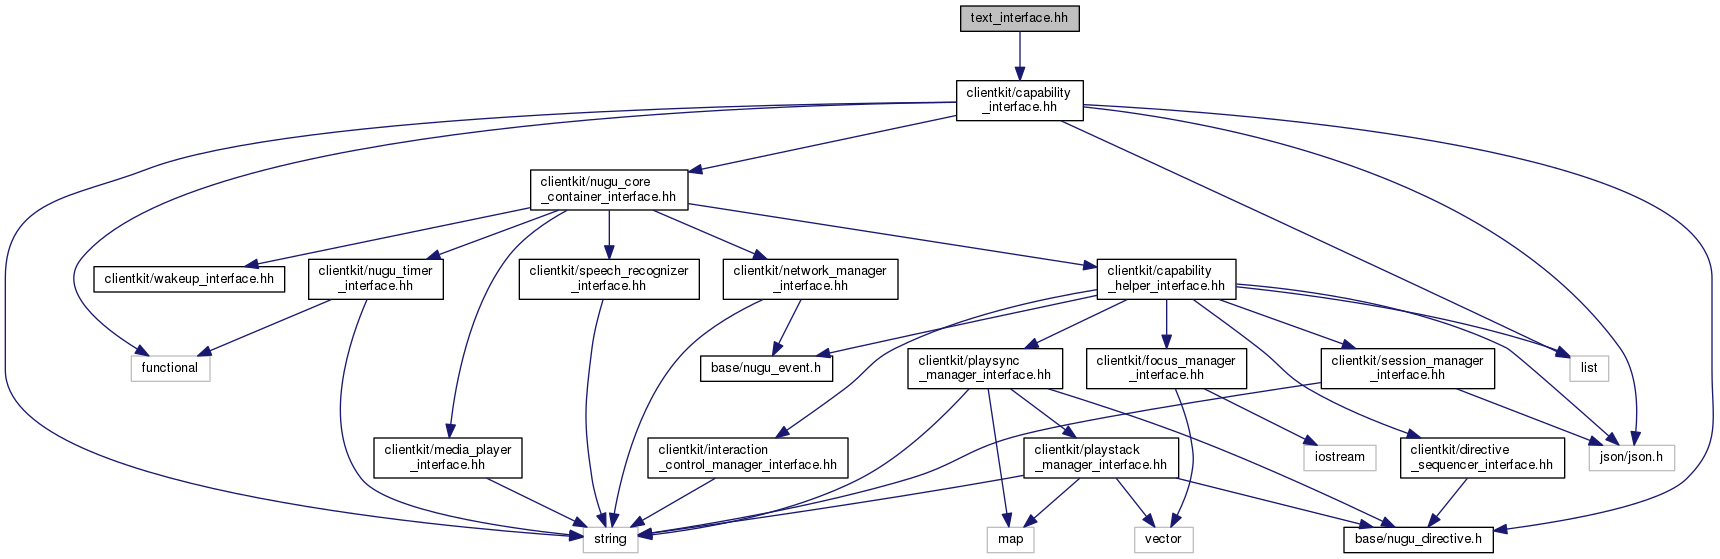 text_interface.hh
clientkit/capability
_interface.hh
clientkit/nugu_core
_container_interface.hh
clientkit/wakeup_interface.hh
clientkit/nugu_timer
_interface.hh
clientkit/speech_recognizer
_interface.hh
clientkit/network_manager
_interface.hh
clientkit/capability
_helper_interface.hh
functional
base/nugu_event.h
clientkit/playsync
_manager_interface.hh
clientkit/focus_manager
_interface.hh
clientkit/session_manager
_interface.hh
list
clientkit/media_player
_interface.hh
clientkit/interaction
_control_manager_interface.hh
clientkit/playstack
_manager_interface.hh
iostream
clientkit/directive
_sequencer_interface.hh
json/json.h
string
map
vector
base/nugu_directive.h